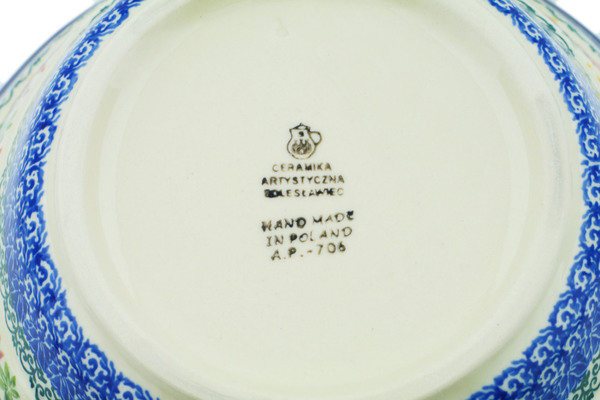 CERAMIKA
ARTYSTYCZNA
BOLESŁAWIEC
HAND MADE
IN POLAND
A.P.-706